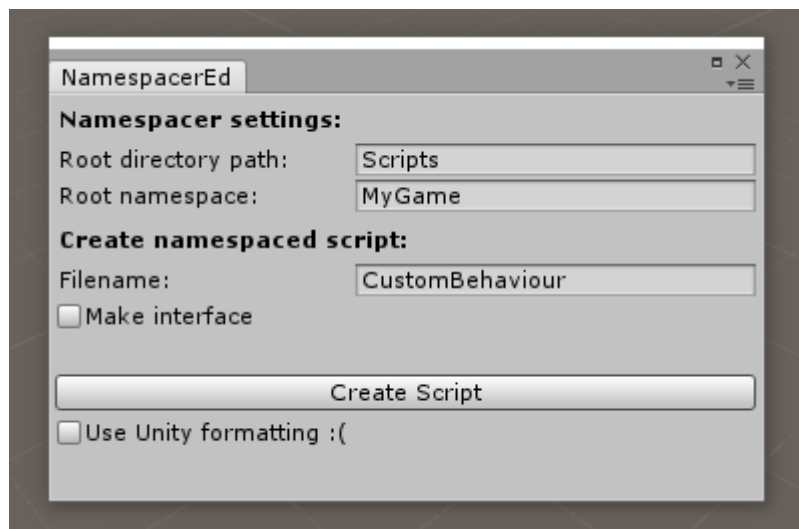 NamespacerEd
Namespacer settings:
Root directory path: Scripts
Root namespace: MyGame
Create namespaced script:
Filename: CustomBehaviour
Make interface
Create Script
Use Unity formatting :(